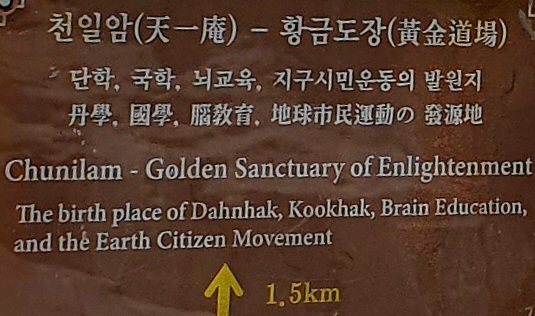 천일암(天一庵) - 황금도장(黃金道場)
단학, 국학, 뇌교육, 지구시민운동의 발원지
丹學, 國學, 腦敎育, 地球市民運動の 發源地
Chunilam - Golden Sanctuary of Enlightenment
The birth place of Dahnhak, Kookhak, Brain Education,
and the Earth Citizen Movement
1.5km